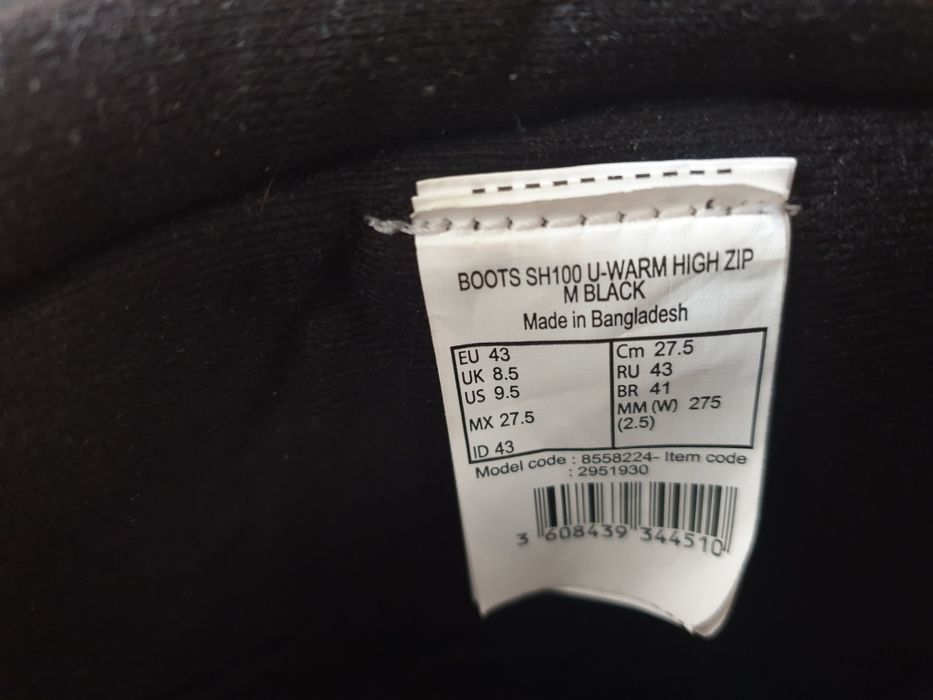 BOOTS SH100 U-WARM HIGH ZIP
M BLACK
Made in Bangladesh
EU 43
UK 8.5
US 9.5
MX 27.5
ID 43
Cm 27.5
RU 43
BR 41
MM (W) 275
(2.5)
Model code : 8558224- Item code
: 2951930
3 608439 344510